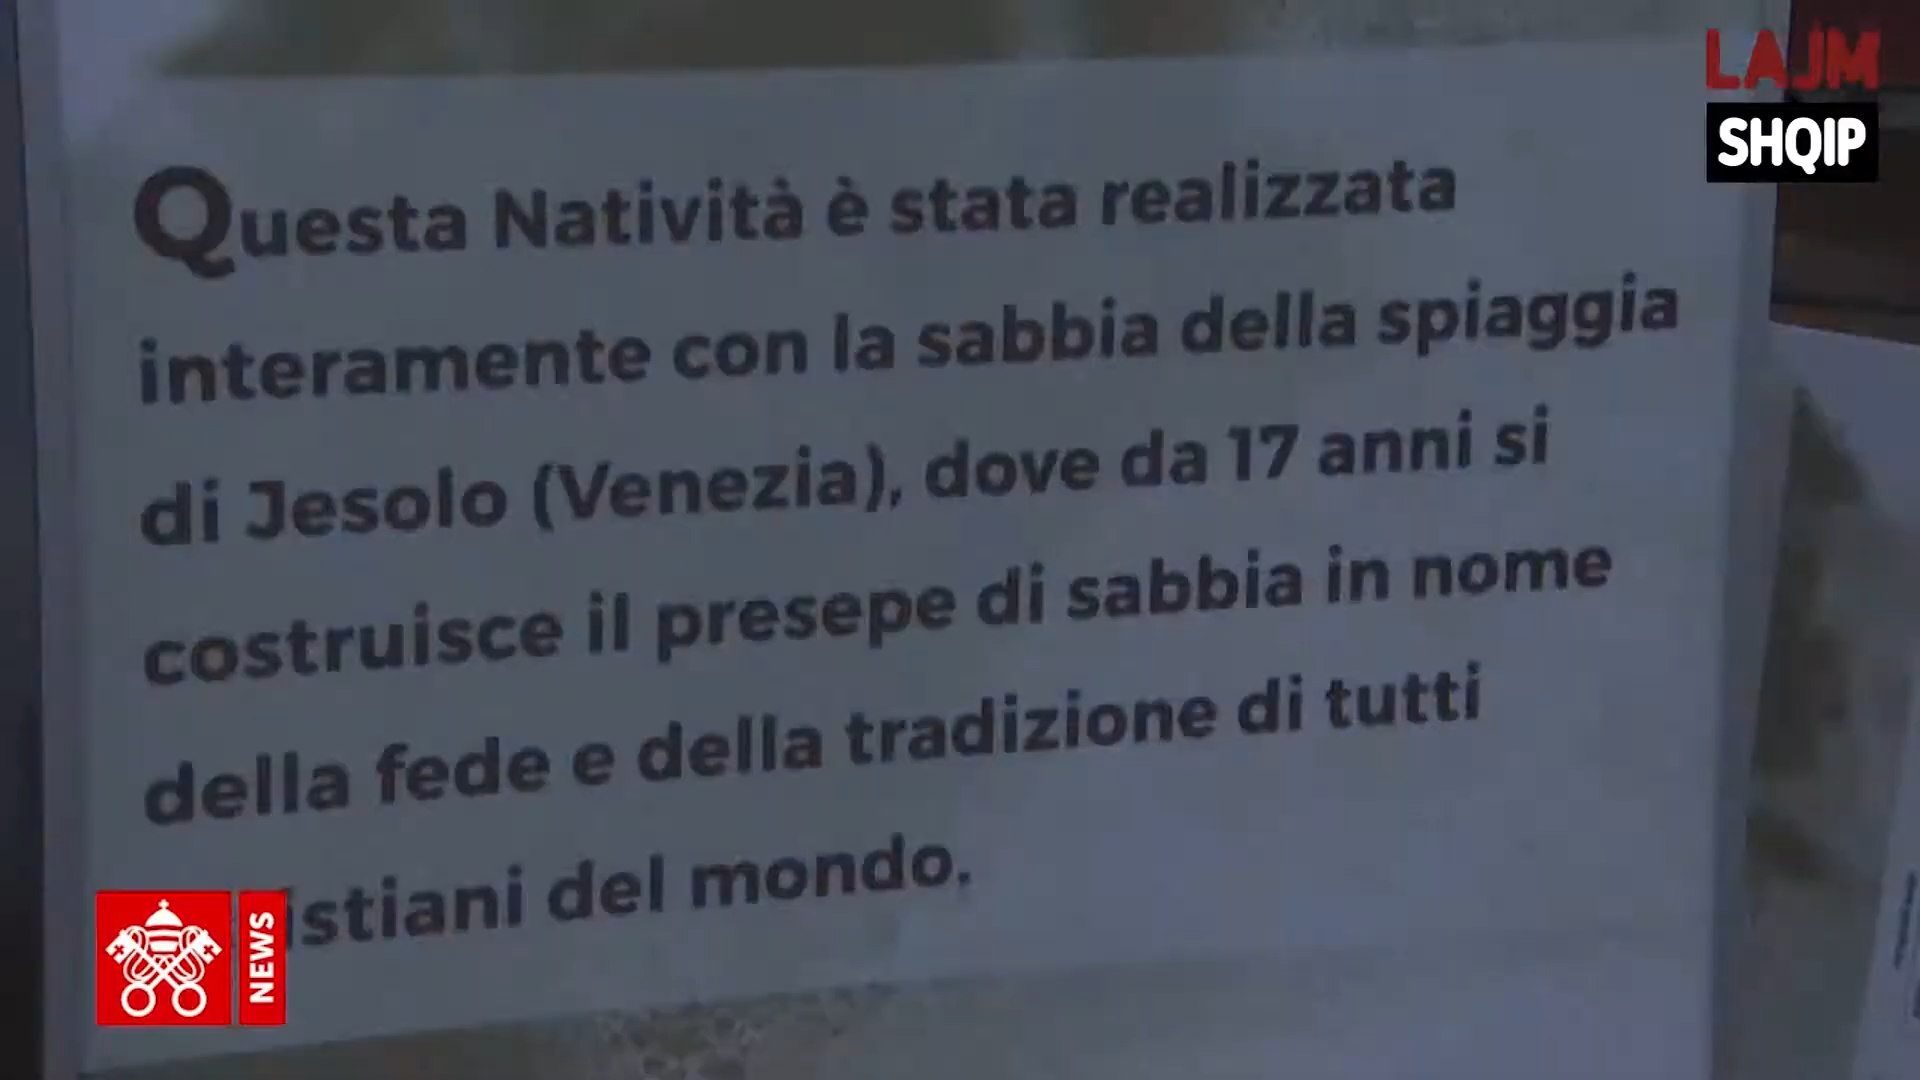 LAJM
SHQIP
Questa Natività è stata realizzata
interamente con la sabbia della spiaggia
di Jesolo (Venezia), dove da 17 anni si
costruisce il presepe di sabbia in nome
della fede e della tradizione di tutti
istiani del mondo.
NEWS